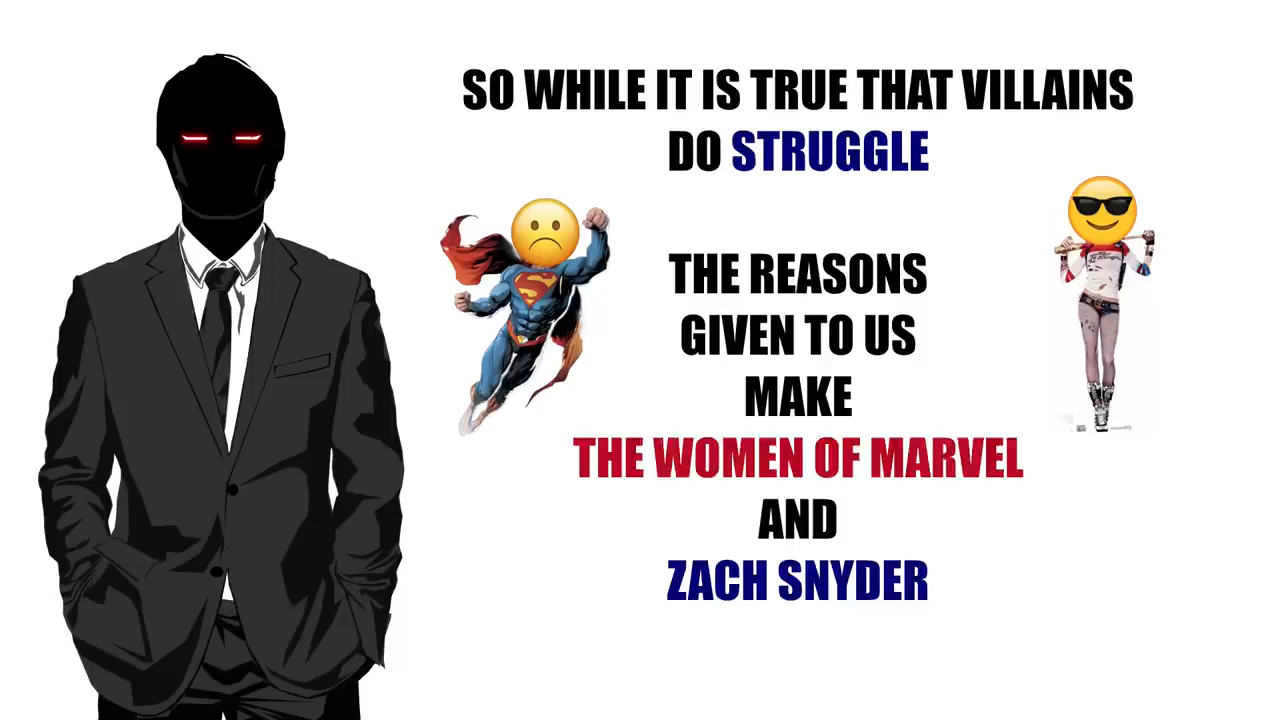 SO WHILE IT IS TRUE THAT VILLAINS
DO STRUGGLE
THE REASONS
GIVEN TO US
MAKE
THE WOMEN OF MARVEL
AND
ZACH SNYDER